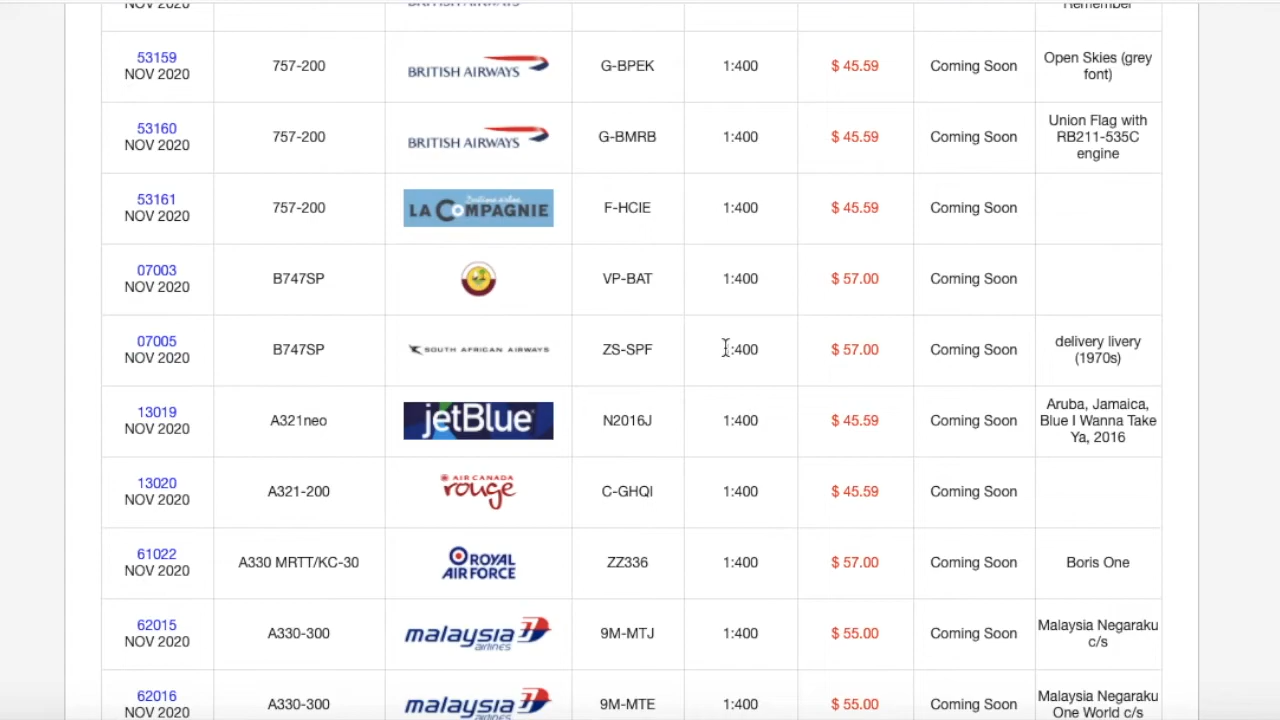 NOV 2020
BRITISH AIRWAYS
Remember
53159
NOV 2020
757-200
BRITISH AIRWAYS
G-BPEK
1:400
$ 45.59
Coming Soon
Open Skies (grey
font)
53160
NOV 2020
757-200
BRITISH AIRWAYS
G-BMRB
1:400
$ 45.59
Coming Soon
Union Flag with
RB211-535C
engine
53161
NOV 2020
757-200
LA COMPAGNIE
F-HCIE
1:400
$ 45.59
Coming Soon
07003
NOV 2020
B747SP
VP-BAT
1:400
$ 57.00
Coming Soon
07005
NOV 2020
B747SP
SOUTH AFRICAN AIRWAYS
ZS-SPF
1:400
$ 57.00
Coming Soon
delivery livery
(1970s)
13019
NOV 2020
A321neo
jetBlue
N2016J
1:400
$ 45.59
Coming Soon
Aruba, Jamaica,
Blue I Wanna Take
Ya, 2016
13020
NOV 2020
A321-200
AIR CANADA
rouge
C-GHQI
1:400
$ 45.59
Coming Soon
61022
NOV 2020
A330 MRTT/KC-30
ROYAL
AIR FORCE
ZZ336
1:400
$ 57.00
Coming Soon
Boris One
62015
NOV 2020
A330-300
malaysia
airlines
9M-MTJ
1:400
$ 55.00
Coming Soon
Malaysia Negaraku
c/s
62016
NOV 2020
A330-300
malaysia
airlines
9M-MTE
1:400
$ 55.00
Coming Soon
Malaysia Negaraku
One World c/s